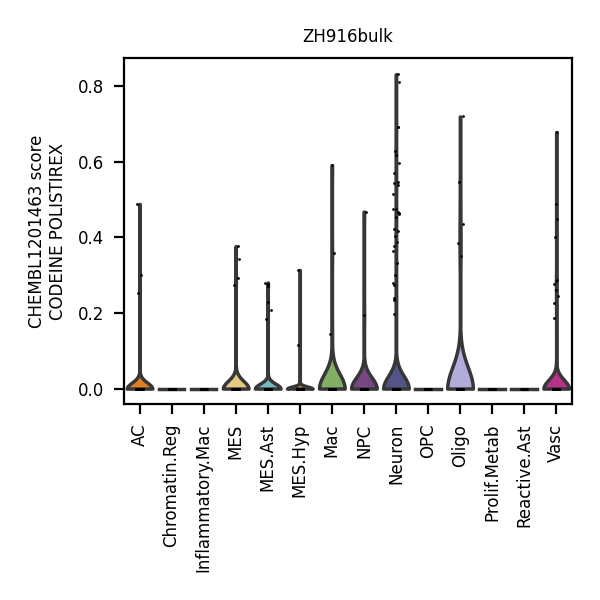 ZH916bulk
CHEMBL1201463 score
CODEINE POLISTIREX
0.8
0.6
0.4
0.2
0.0
AC
Chromatin.Reg
Inflammatory.Mac
MES
MES.Ast
MES.Hyp
Mac
NPC
Neuron
OPC
Oligo
Prolif.Metab
Reactive.Ast
Vasc